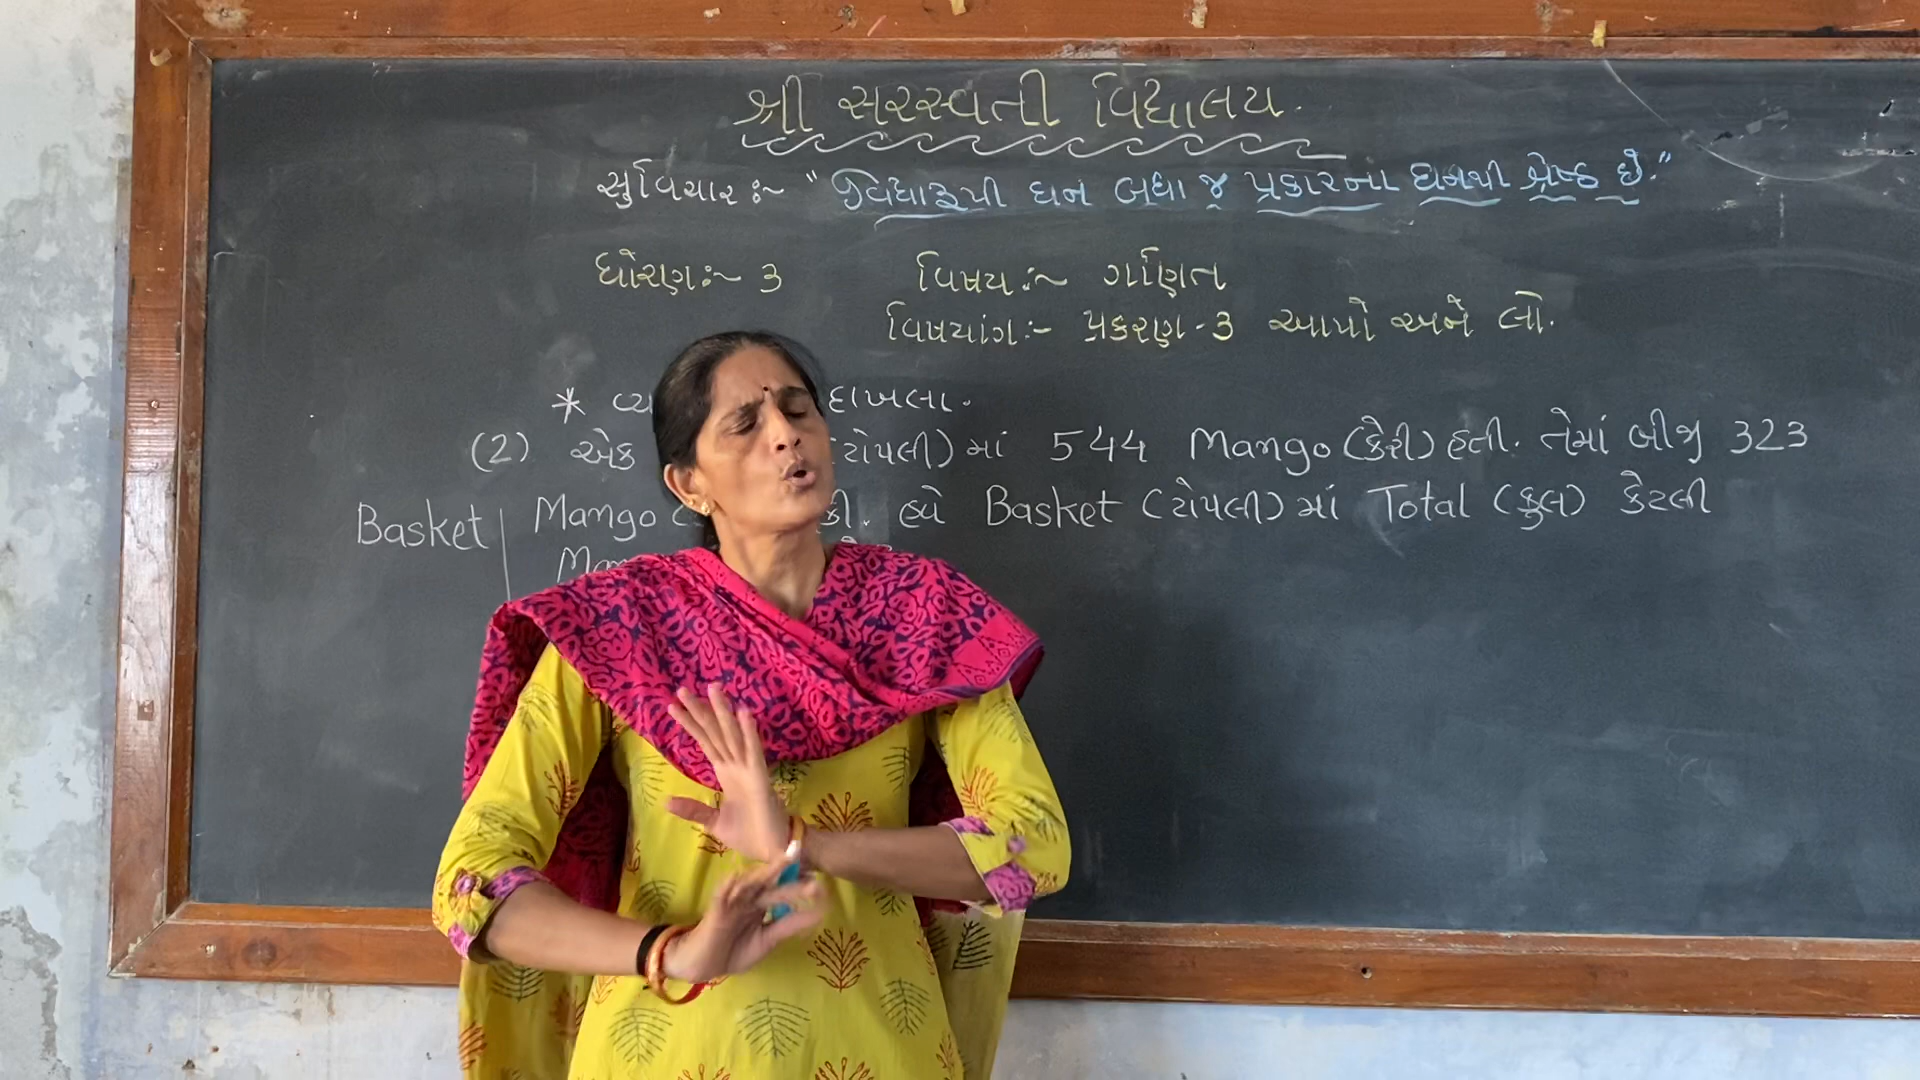 શ્રી સરસ્વતી વિદ્યાલય.
સુવિચાર :~ "વિદ્યારૂપી ધન બધા જ પ્રકારના ધનથી શ્રેષ્ઠ છે."
ધોરણ :~ 3 વિષય :~ ગણિત
વિષયાંગ :- પ્રકરણ - 3 આપો અને લો.
* વ્ય દાખલા.
(2) એક ટોપલી) માં 544 Mango (કેરી) હતી. તેમાં બીજી 323
Basket Mango ( કી. હવે Basket (ટોપલી) માં Total (કુલ) કેટલી